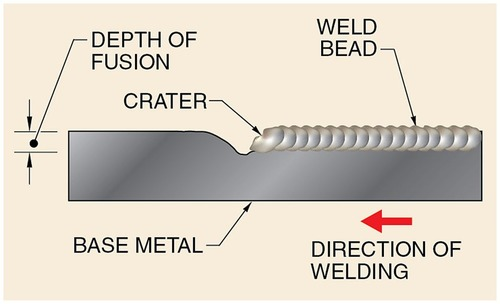 DEPTH OF
FUSION
WELD
BEAD
CRATER
BASE METAL
DIRECTION OF
WELDING